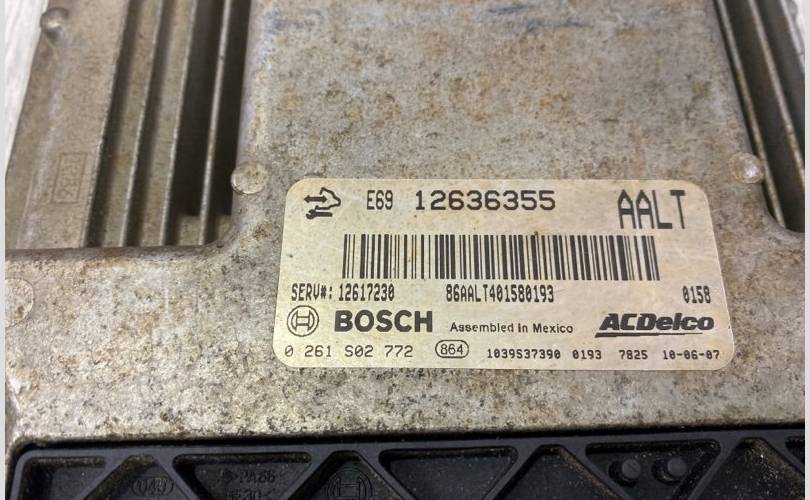 E69 12636355 AALT
SERV#: 12617230 86AALT401580193 0158
BOSCH Assembled in Mexico ACDelco
0 261 S02 772 864 1039S37390 0193 7825 10-06-07